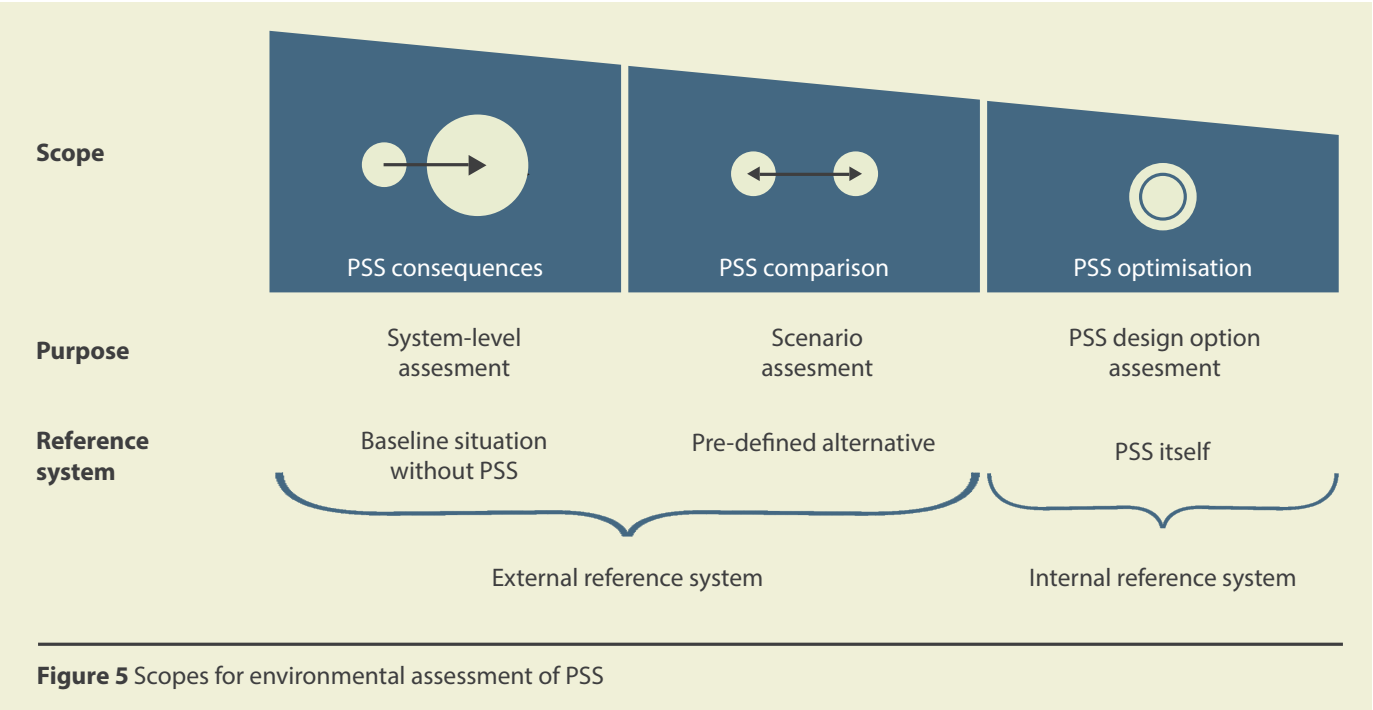 Scope
PSS consequences
PSS comparison
PSS optimisation
Purpose
System-level
assesment
Scenario
assesment
PSS design option
assesment
Reference
system
Baseline situation
without PSS
Pre-defined alternative
PSS itself
External reference system
Internal reference system
Figure 5 Scopes for environmental assessment of PSS